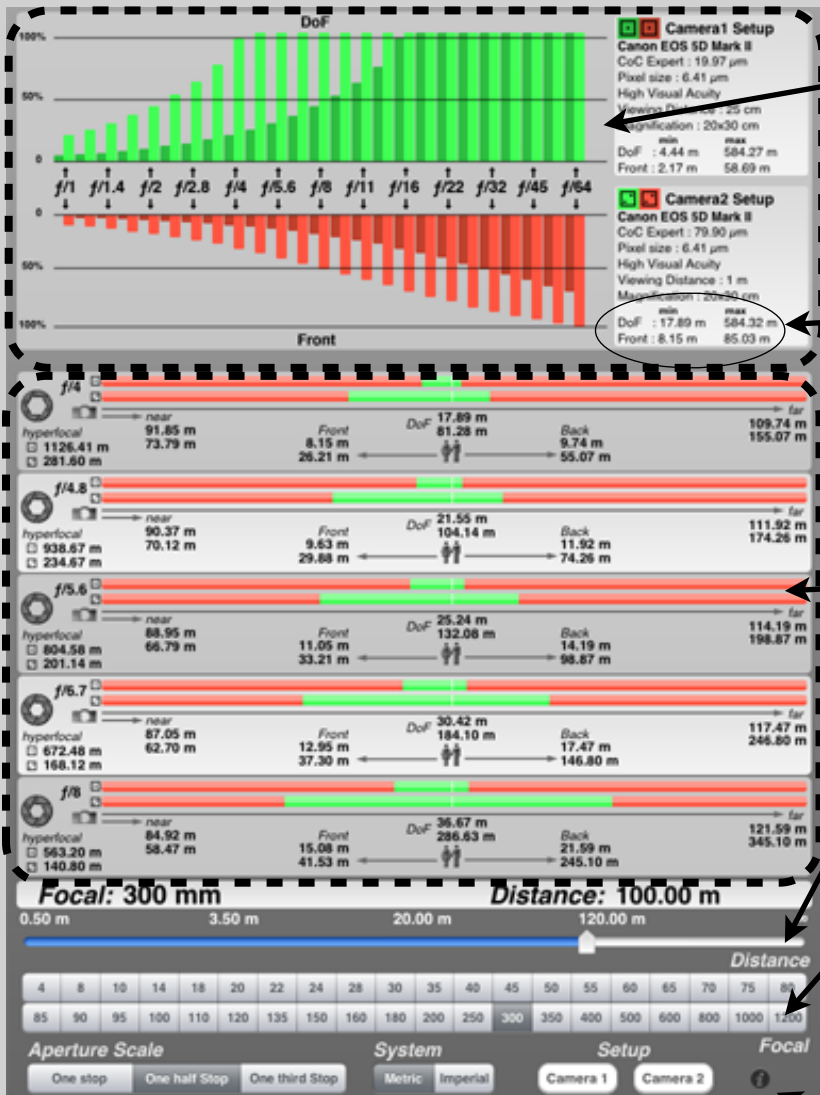 DoF
100%
50%
0
f/1 f/1.4 f/2 f/2.8 f/4 f/5.6 f/8 f/11 f/16 f/22 f/32 f/45 f/64
0
50%
100%
Front
Camera1 Setup
Canon EOS 5D Mark II
CoC Expert : 19.97 µm
Pixel size : 6.41 µm
High Visual Acuity
Viewing Distance : 25 cm
Magnification : 20x30 cm
min max
DoF : 4.44 m 584.27 m
Front : 2.17 m 58.69 m
Camera2 Setup
Canon EOS 5D Mark II
CoC Expert : 79.90 µm
Pixel size : 6.41 µm
High Visual Acuity
Viewing Distance : 1 m
Magnification : 20x30 cm
min max
DoF : 17.89 m 584.32 m
Front : 8.15 m 85.03 m
f/4
near far
hyperfocal 91.85 m Front 8.15 m DoF 17.89 m Back 9.74 m 109.74 m
1126.41 m 73.79 m 26.21 m 81.28 m 55.07 m 155.07 m
281.60 m
f/4.8
near far
hyperfocal 90.37 m Front 9.63 m DoF 21.55 m Back 11.92 m 111.92 m
938.67 m 70.12 m 29.88 m 104.14 m 74.26 m 174.26 m
234.67 m
f/5.6
near far
hyperfocal 88.95 m Front 11.05 m DoF 25.24 m Back 14.19 m 114.19 m
804.58 m 66.79 m 33.21 m 132.08 m 98.87 m 198.87 m
201.14 m
f/6.7
near far
hyperfocal 87.05 m Front 12.95 m DoF 30.42 m Back 17.47 m 117.47 m
672.48 m 62.70 m 37.30 m 184.10 m 146.80 m 246.80 m
168.12 m
f/8
near far
hyperfocal 84.92 m Front 15.08 m DoF 36.67 m Back 21.59 m 121.59 m
563.20 m 58.47 m 41.53 m 286.63 m 245.10 m 345.10 m
140.80 m
Focal: 300 mm Distance: 100.00 m
0.50 m 3.50 m 20.00 m 120.00 m
Distance
4 8 10 14 18 20 22 24 28 30 35 40 45 50 55 60 65 70 75 80
85 90 95 100 110 120 135 150 160 180 200 250 300 350 400 500 600 800 1000 1200
Aperture Scale System Setup Focal
One stop One half Stop One third Stop Metric Imperial Camera 1 Camera 2 i